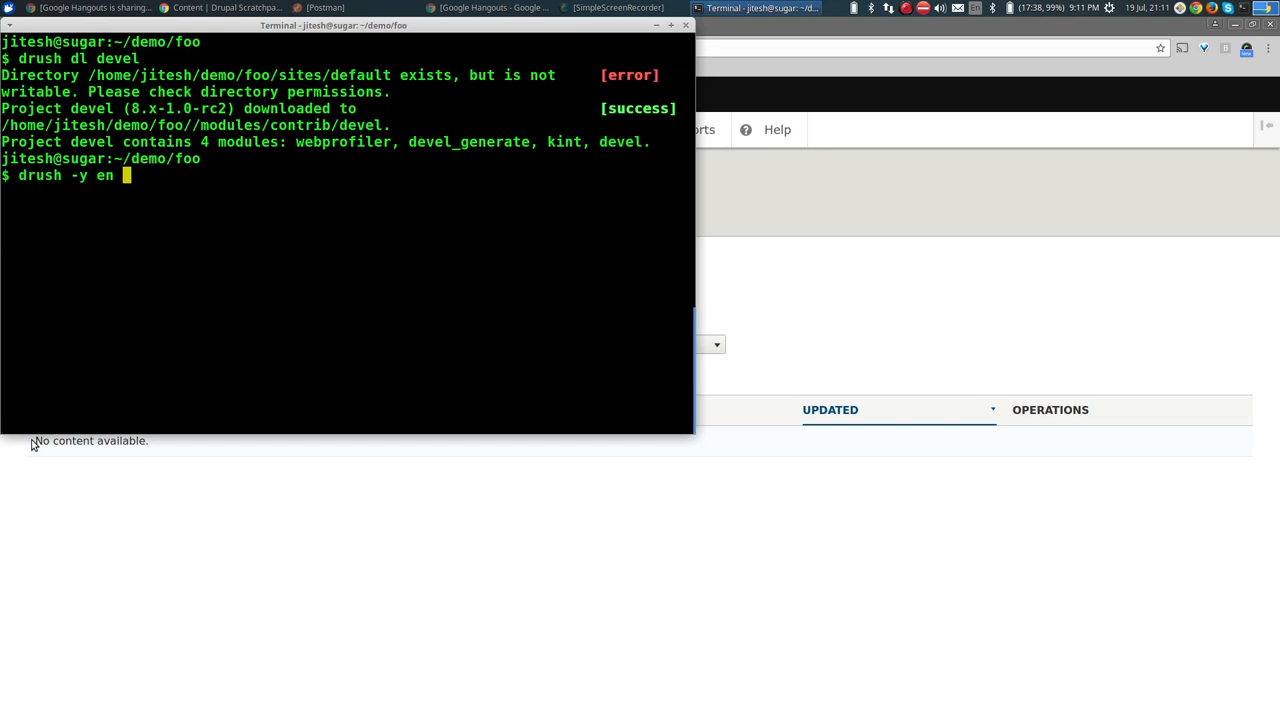 [Google Hangouts is sharing...
Content | Drupal Scratchpa...
[Postman]
[Google Hangouts - Google ...
[SimpleScreenRecorder]
Terminal - jitesh@sugar: ~/d...
En
(17:38, 99%)
9:11 PM
19 Jul, 21:11
Terminal - jitesh@sugar: ~/demo/foo
jitesh@sugar:~/demo/foo
$ drush dl devel
Directory /home/jitesh/demo/foo/sites/default exists, but is not [error]
writable. Please check directory permissions.
Project devel (8.x-1.0-rc2) downloaded to [success]
/home/jitesh/demo/foo//modules/contrib/devel.
Project devel contains 4 modules: webprofiler, devel_generate, kint, devel.
jitesh@sugar:~/demo/foo
$ drush -y en
orts
Help
UPDATED
OPERATIONS
No content available.